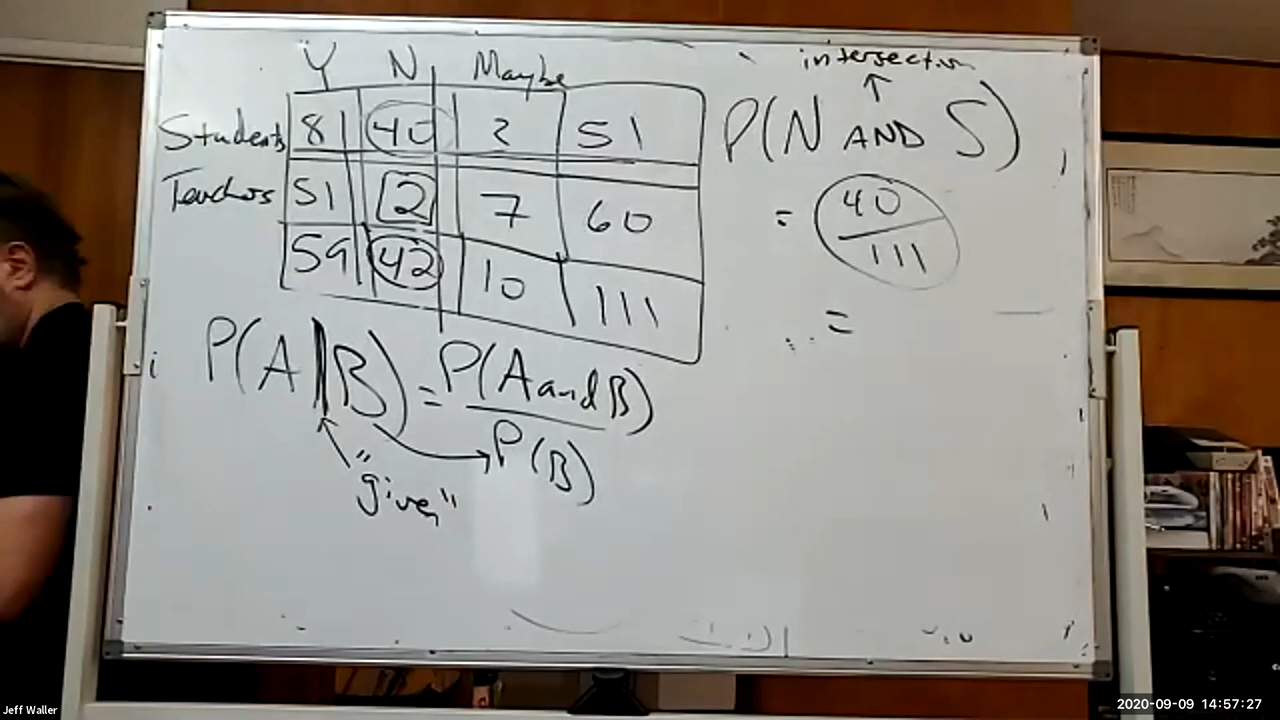 Y N Maybe
Students 8 40 2 51
Teachers 51 2 7 60
59 42 10 111
intersection
P(N AND S)
= 40/111
=
P(A|B) = P(A and B)
P(B)
"given"
Jeff Waller
2020-09-09 14:57:27